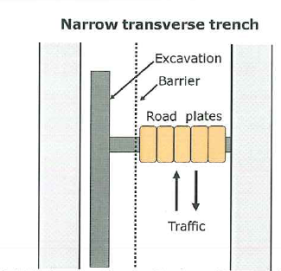 Narrow transverse trench
Excavation
Barrier
Road plates
Traffic